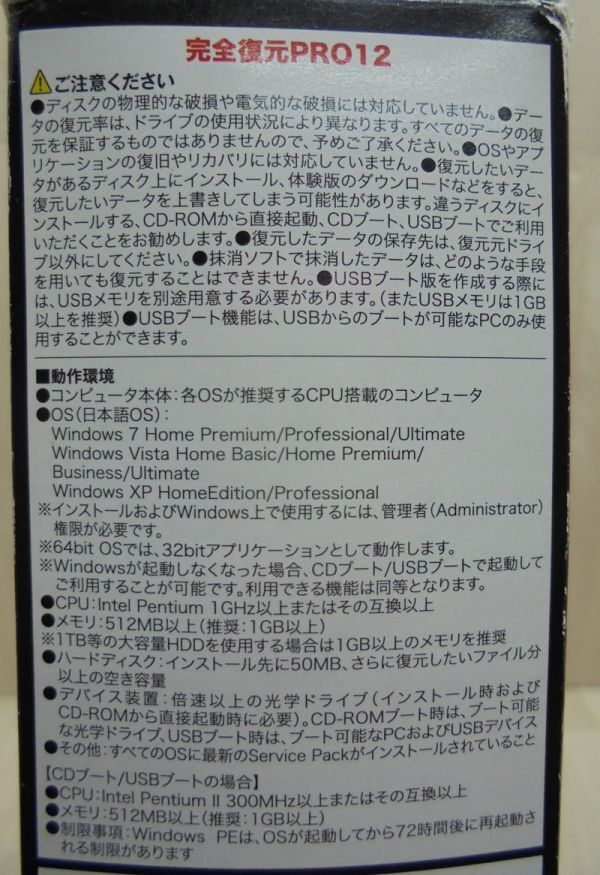 完全復元PRO12
ご注意ください
●ディスクの物理的な破損や電気的な破損には対応していません。●デー
タの復元率は、ドライブの使用状況により異なります。すべてのデータの復
元を保証するものではありませんので、予めご了承ください。●OSやアプ
リケーションの復旧やリカバリには対応していません。●復元したいデー
タがあるディスク上にインストール、体験版のダウンロードなどをすると、
復元したいデータを上書きしてしまう可能性があります。違うディスクにイ
ンストールする、CD-ROMから直接起動、CDブート、USBブートでご利用
いただくことをお勧めします。●復元したデータの保存先は、復元元ドライ
ブ以外にしてください。●抹消ソフトで抹消したデータは、どのような手段
を用いても復元することはできません。●USBブート版を作成する際に
は、USBメモリを別途用意する必要があります。（またUSBメモリは1GB
以上を推奨）●USBブート機能は、USBからのブートが可能なPCのみ使
用することができます。
■動作環境
●コンピュータ本体：各OSが推奨するCPU搭載のコンピュータ
●OS（日本語OS）：
Windows 7 Home Premium/Professional/Ultimate
Windows Vista Home Basic/Home Premium/
Business/Ultimate
Windows XP HomeEdition/Professional
※インストールおよびWindows上で使用するには、管理者（Administrator）
権限が必要です。
※64bit OSでは、32bitアプリケーションとして動作します。
※Windowsが起動しなくなった場合、CDブート/USBブートで起動して
ご利用することが可能です。利用できる機能は同等となります。
●CPU：Intel Pentium 1GHz以上またはその互換以上
●メモリ：512MB以上（推奨：1GB以上）
※1TB等の大容量HDDを使用する場合は1GB以上のメモリを推奨
●ハードディスク：インストール先に50MB、さらに復元したいファイル分
以上の空き容量
●デバイス装置：倍速以上の光学ドライブ（インストール時および
CD-ROMから直接起動時に必要）。CD-ROMブート時は、ブート可能
な光学ドライブ、USBブート時は、ブート可能なPCおよびUSBデバイス
●その他：すべてのOSに最新のService Packがインストールされていること
【CDブート/USBブートの場合】
●CPU：Intel Pentium II 300MHz以上またはその互換以上
●メモリ：512MB以上（推奨：1GB以上）
●制限事項：Windows PEは、OSが起動してから72時間後に再起動さ
れる制限があります